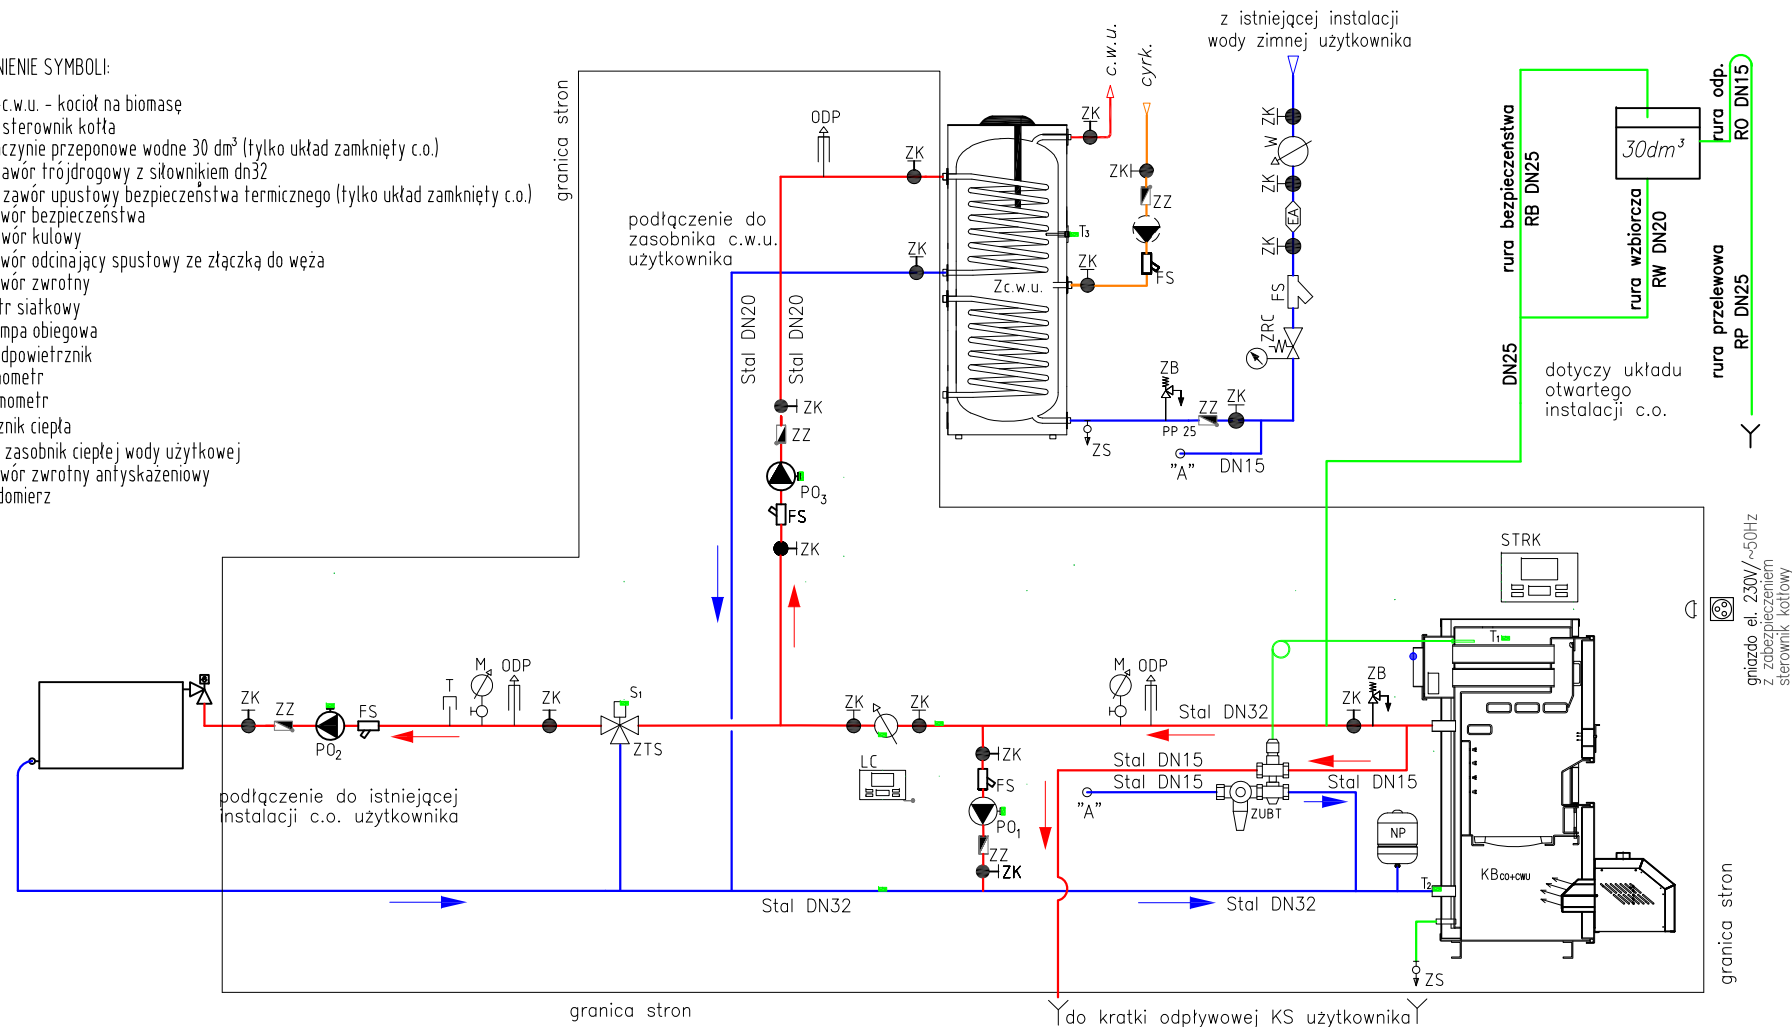 NIENIE SYMBOLI:
c.w.u. - kocioł na biomasę
sterownik kotła
czynie przeponowe wodne 30 dm³ (tylko układ zamknięty c.o.)
awór trójdrogowy z siłownikiem dn32
zawór upustowy bezpieczeństwa termicznego (tylko układ zamknięty c.o.)
wór bezpieczeństwa
wór kulowy
wór odcinający spustowy ze złączką do węża
wór zwrotny
tr siatkowy
mpa obiegowa
dpowietrznik
nometr
mometr
znik ciepła
zasobnik ciepłej wody użytkowej
wór zwrotny antyskażeniowy
domierz
granica stron
podłączenie do
zasobnika c.w.u.
użytkownika
ODP
ZK
ZK
Stal DN20
Stal DN20
ZK
ZZ
PO3
FS
ZK
c.w.u.
cyrk.
ZK
ZK
ZZ
FS
ZK
T3
Zc.w.u.
z istniejącej instalacji
wody zimnej użytkownika
ZK
W
ZK
EA
ZK
FS
ZRC
ZB
ZZ
ZK
PP 25
ZS
"A"
DN15
rura bezpieczeństwa
RB DN25
DN25
30dm³
rura wzbiorcza
RW DN20
rura odp.
RO DN15
rura przelewowa
RP DN25
dotyczy układu
otwartego
instalacji c.o.
STRK
gniazdo el. 230V/~50Hz
z zabezpieczeniem
sterownik kotłowy
ZK
ZZ
PO2
FS
T
M
ODP
ZK
S1
ZTS
podłączenie do istniejącej
instalacji c.o. użytkownika
ZK
ZK
LC
ZK
FS
PO1
ZZ
ZK
M
ODP
Stal DN32
ZK
ZB
Stal DN15
Stal DN15
Stal DN15
"A"
ZUBT
NP
T1
T2
KBCO+CWU
Stal DN32
Stal DN32
ZS
granica stron
granica stron
do kratki odpływowej KS użytkownika